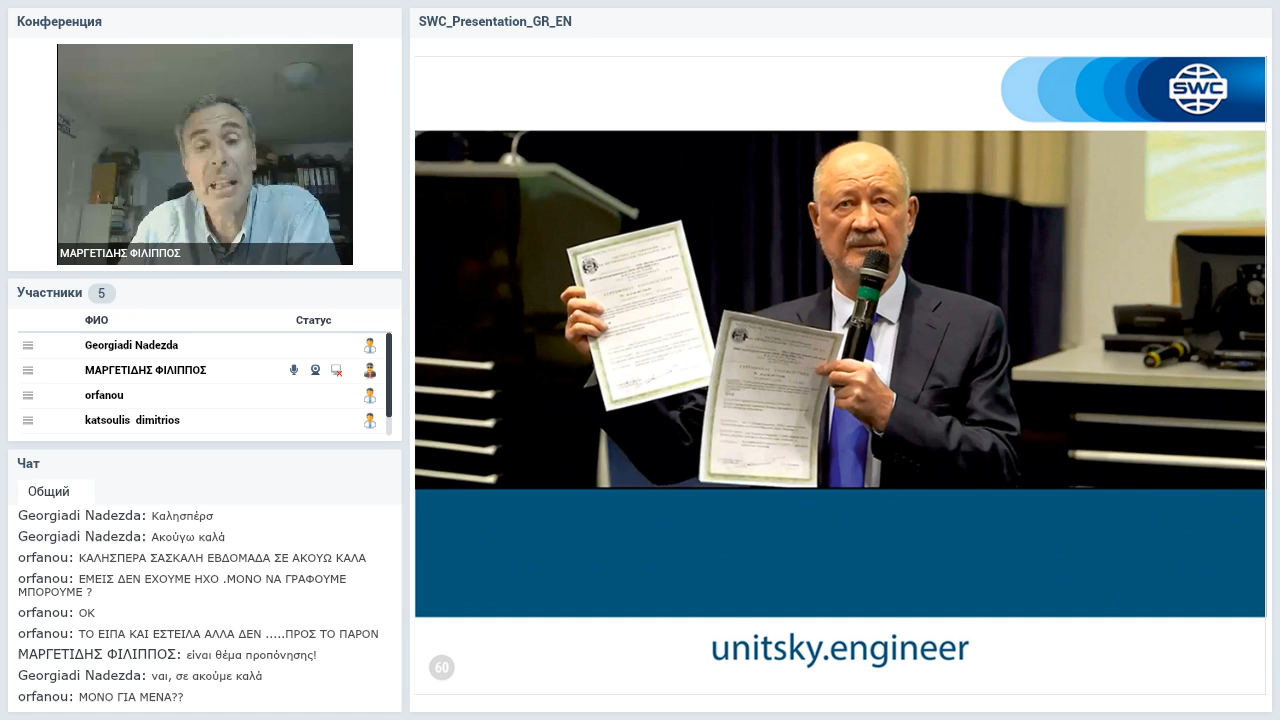 Конференция
ΜΑΡΓΕΤΙΔΗΣ ΦΙΛΙΠΠΟΣ
Участники 5
ФИО Статус
Georgiadi Nadezda
ΜΑΡΓΕΤΙΔΗΣ ΦΙΛΙΠΠΟΣ
orfanou
katsoulis dimitrios
Чат
Общий
Georgiadi Nadezda: Καλησπέρσ
Georgiadi Nadezda: Ακούγω καλά
orfanou: ΚΑΛΗΣΠΕΡΑ ΣΑΣΚΑΛΗ ΕΒΔΟΜΑΔΑ ΣΕ ΑΚΟΥΩ ΚΑΛΑ
orfanou: ΕΜΕΙΣ ΔΕΝ ΕΧΟΥΜΕ ΗΧΟ .ΜΟΝΟ ΝΑ ΓΡΑΦΟΥΜΕ
ΜΠΟΡΟΥΜΕ ?
orfanou: ΟΚ
orfanou: ΤΟ ΕΙΠΑ ΚΑΙ ΕΣΤΕΙΛΑ ΑΛΛΑ ΔΕΝ .....ΠΡΟΣ ΤΟ ΠΑΡΟΝ
ΜΑΡΓΕΤΙΔΗΣ ΦΙΛΙΠΠΟΣ: είναι θέμα προπόνησης!
Georgiadi Nadezda: ναι, σε ακούμε καλά
orfanou: ΜΟΝΟ ΓΙΑ ΜΕΝΑ??
SWC_Presentation_GR_EN
SWC
unitsky.engineer
60